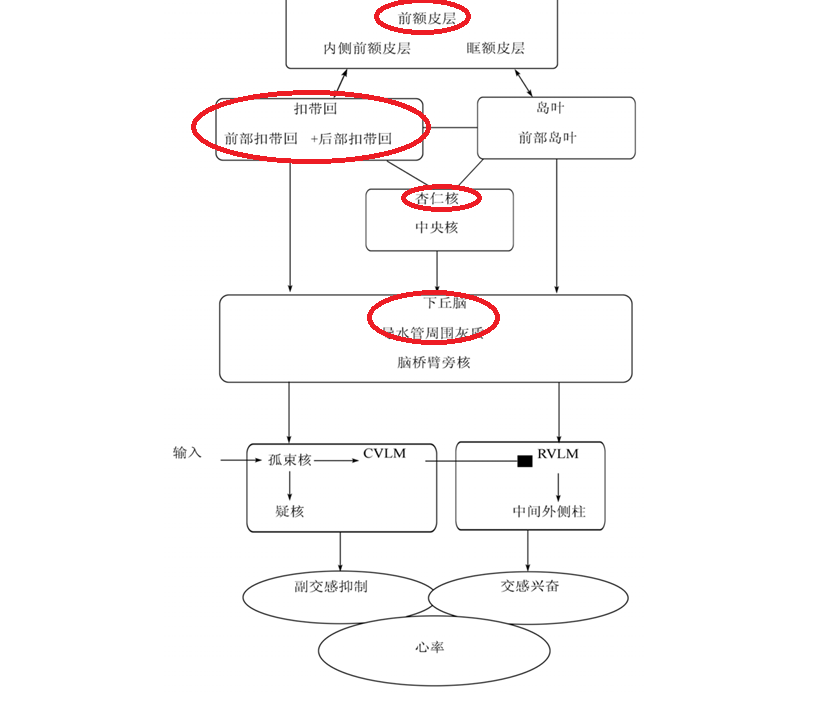 前额皮层
内侧前额皮层 眶额皮层
扣带回
前部扣带回 +后部扣带回
岛叶
前部岛叶
杏仁核
中央核
下丘脑
导水管周围灰质
脑桥臂旁核
输入
孤束核
CVLM
疑核
RVLM
中间外侧柱
副交感抑制
交感兴奋
心率